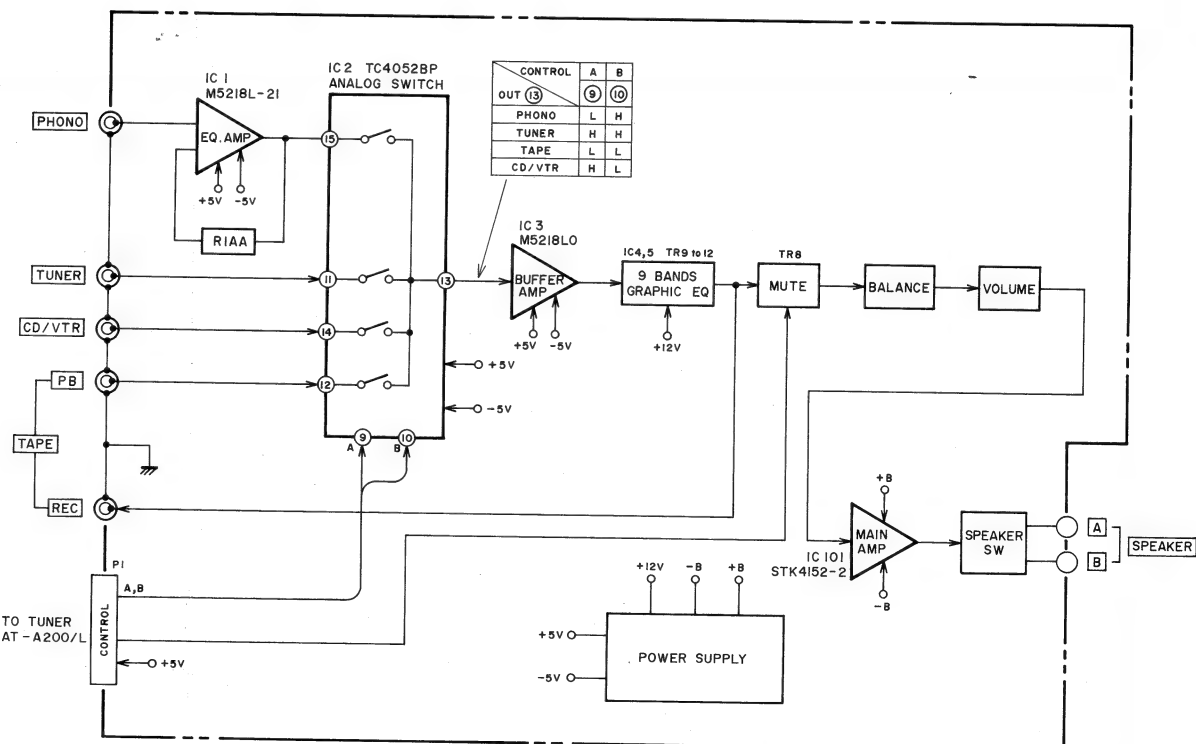 IC 1
M5218L-21
IC2 TC4052BP
ANALOG SWITCH
CONTROL A B
OUT 13 9 10
PHONO L H
TUNER H H
TAPE L L
CD/VTR H L
PHONO
EQ. AMP
15
+5V -5V
RIAA
IC 3
M5218LO
BUFFER
AMP
+5V -5V
IC4,5 TR9 to 12
9 BANDS
GRAPHIC EQ
+12V
TR8
MUTE
BALANCE
VOLUME
TUNER
11
13
CD/VTR
14
+5V
PB
12
-5V
TAPE
9 10
A B
REC
+B
MAIN
AMP
IC 101
STK4152-2
-B
SPEAKER
SW
A
B
SPEAKER
P1
A,B
TO TUNER
AT-A200/L
CONTROL
+5V
+12V -B +B
+5V
-5V
POWER SUPPLY